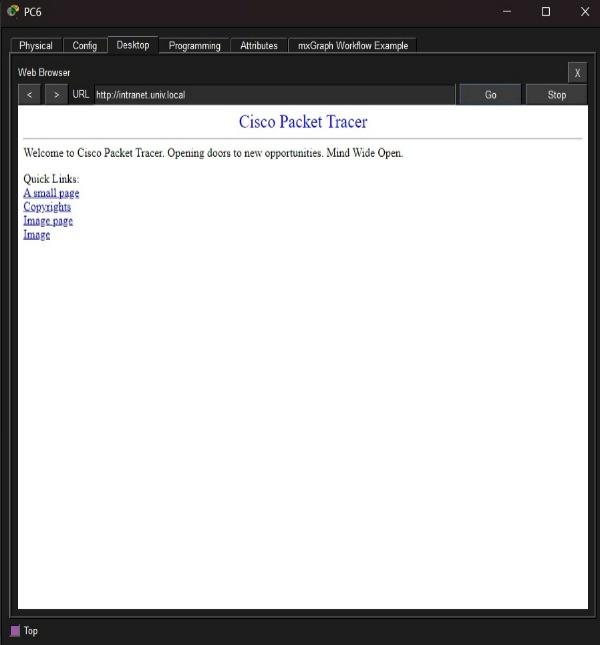 PC6
Physical Config Desktop Programming Attributes mxGraph Workflow Example
Web Browser X
< > URL http://intranet.univ.local Go Stop
Cisco Packet Tracer
Welcome to Cisco Packet Tracer. Opening doors to new opportunities. Mind Wide Open.
Quick Links:
A small page
Copyrights
Image page
Image
Top